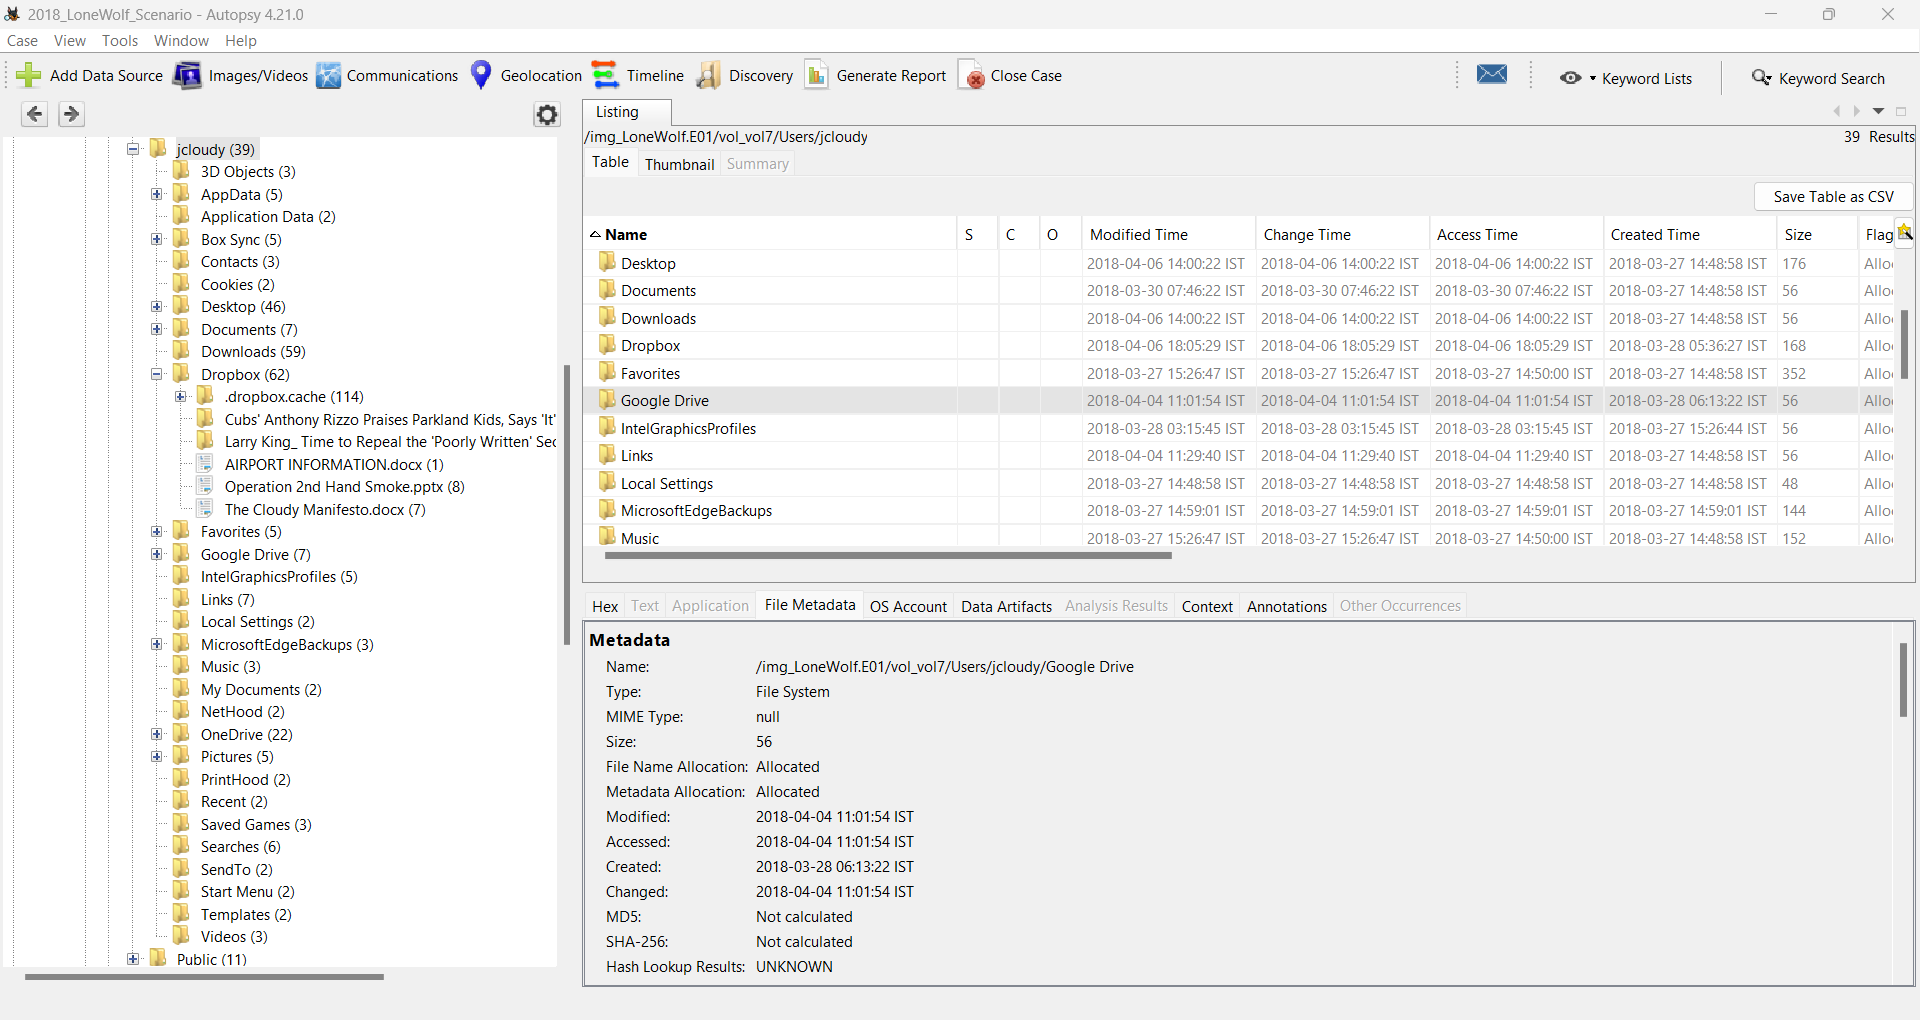 2018_LoneWolf_Scenario - Autopsy 4.21.0
Case View Tools Window Help
Add Data Source Images/Videos Communications Geolocation Timeline Discovery Generate Report Close Case Keyword Lists Keyword Search
jcloudy (39)
3D Objects (3)
AppData (5)
Application Data (2)
Box Sync (5)
Contacts (3)
Cookies (2)
Desktop (46)
Documents (7)
Downloads (59)
Dropbox (62)
.dropbox.cache (114)
Cubs' Anthony Rizzo Praises Parkland Kids, Says 'It'
Larry King_ Time to Repeal the 'Poorly Written' Sec
AIRPORT INFORMATION.docx (1)
Operation 2nd Hand Smoke.pptx (8)
The Cloudy Manifesto.docx (7)
Favorites (5)
Google Drive (7)
IntelGraphicsProfiles (5)
Links (7)
Local Settings (2)
MicrosoftEdgeBackups (3)
Music (3)
My Documents (2)
NetHood (2)
OneDrive (22)
Pictures (5)
PrintHood (2)
Recent (2)
Saved Games (3)
Searches (6)
SendTo (2)
Start Menu (2)
Templates (2)
Videos (3)
Public (11)
Listing
/img_LoneWolf.E01/vol_vol7/Users/jcloudy 39 Results
Table Thumbnail Summary
Save Table as CSV
Name S C O Modified Time Change Time Access Time Created Time Size Flag
Desktop 2018-04-06 14:00:22 IST 2018-04-06 14:00:22 IST 2018-04-06 14:00:22 IST 2018-03-27 14:48:58 IST 176 Allo
Documents 2018-03-30 07:46:22 IST 2018-03-30 07:46:22 IST 2018-03-30 07:46:22 IST 2018-03-27 14:48:58 IST 56 Allo
Downloads 2018-04-06 14:00:22 IST 2018-04-06 14:00:22 IST 2018-04-06 14:00:22 IST 2018-03-27 14:48:58 IST 56 Allo
Dropbox 2018-04-06 18:05:29 IST 2018-04-06 18:05:29 IST 2018-04-06 18:05:29 IST 2018-03-28 05:36:27 IST 168 Allo
Favorites 2018-03-27 15:26:47 IST 2018-03-27 15:26:47 IST 2018-03-27 14:50:00 IST 2018-03-27 14:48:58 IST 352 Allo
Google Drive 2018-04-04 11:01:54 IST 2018-04-04 11:01:54 IST 2018-04-04 11:01:54 IST 2018-03-28 06:13:22 IST 56 Allo
IntelGraphicsProfiles 2018-03-28 03:15:45 IST 2018-03-28 03:15:45 IST 2018-03-28 03:15:45 IST 2018-03-27 15:26:44 IST 56 Allo
Links 2018-04-04 11:29:40 IST 2018-04-04 11:29:40 IST 2018-04-04 11:29:40 IST 2018-03-27 14:48:58 IST 56 Allo
Local Settings 2018-03-27 14:48:58 IST 2018-03-27 14:48:58 IST 2018-03-27 14:48:58 IST 2018-03-27 14:48:58 IST 48 Allo
MicrosoftEdgeBackups 2018-03-27 14:59:01 IST 2018-03-27 14:59:01 IST 2018-03-27 14:59:01 IST 2018-03-27 14:59:01 IST 144 Allo
Music 2018-03-27 15:26:47 IST 2018-03-27 15:26:47 IST 2018-03-27 14:50:00 IST 2018-03-27 14:48:58 IST 152 Allo
Hex Text Application File Metadata OS Account Data Artifacts Analysis Results Context Annotations Other Occurrences
Metadata
Name: /img_LoneWolf.E01/vol_vol7/Users/jcloudy/Google Drive
Type: File System
MIME Type: null
Size: 56
File Name Allocation: Allocated
Metadata Allocation: Allocated
Modified: 2018-04-04 11:01:54 IST
Accessed: 2018-04-04 11:01:54 IST
Created: 2018-03-28 06:13:22 IST
Changed: 2018-04-04 11:01:54 IST
MD5: Not calculated
SHA-256: Not calculated
Hash Lookup Results: UNKNOWN